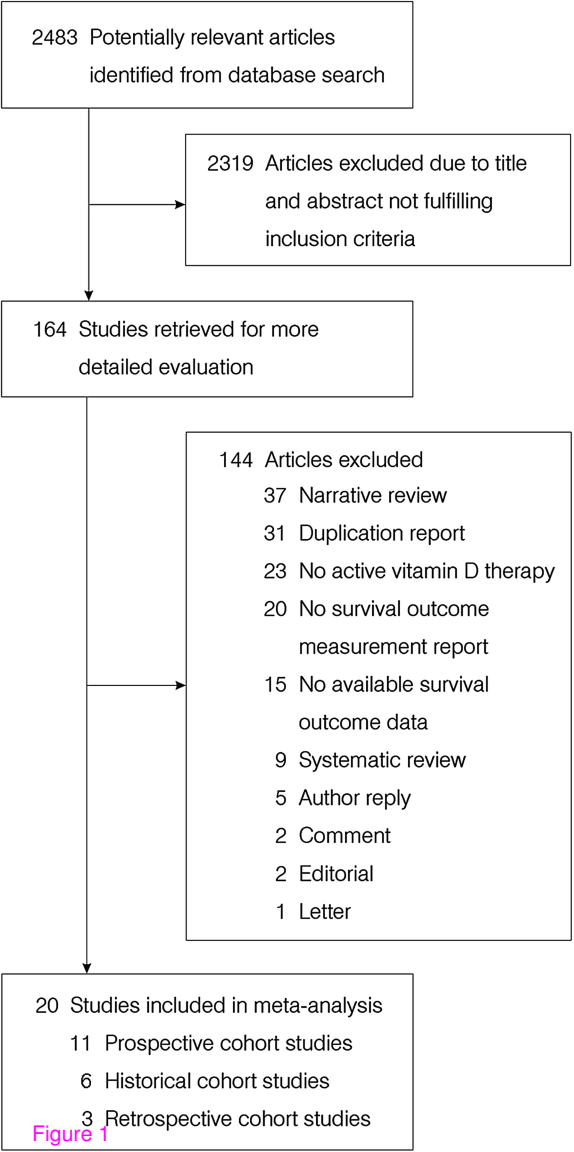 2483 Potentially relevant articles
identified from database search
2319 Articles excluded due to title
and abstract not fulfilling
inclusion criteria
164 Studies retrieved for more
detailed evaluation
144 Articles excluded
37 Narrative review
31 Duplication report
23 No active vitamin D therapy
20 No survival outcome
measurement report
15 No available survival
outcome data
9 Systematic review
5 Author reply
2 Comment
2 Editorial
1 Letter
20 Studies included in meta-analysis
11 Prospective cohort studies
6 Historical cohort studies
3 Retrospective cohort studies
Figure 1